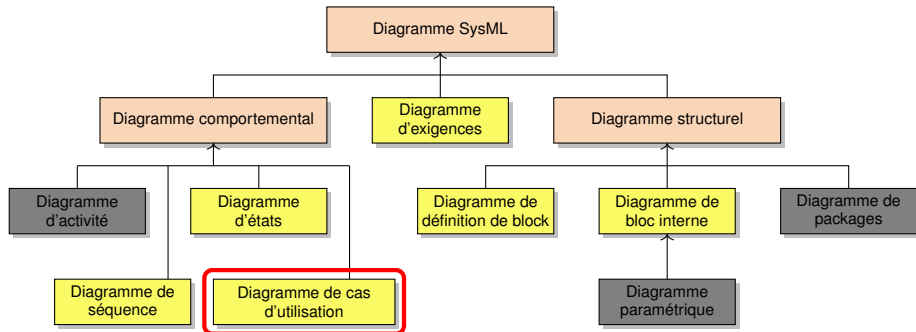 Diagramme SysML
Diagramme comportemental
Diagramme
d'exigences
Diagramme structurel
Diagramme
d'activité
Diagramme
d'états
Diagramme de
définition de block
Diagramme de
bloc interne
Diagramme de
packages
Diagramme de
séquence
Diagramme de cas
d'utilisation
Diagramme
paramétrique